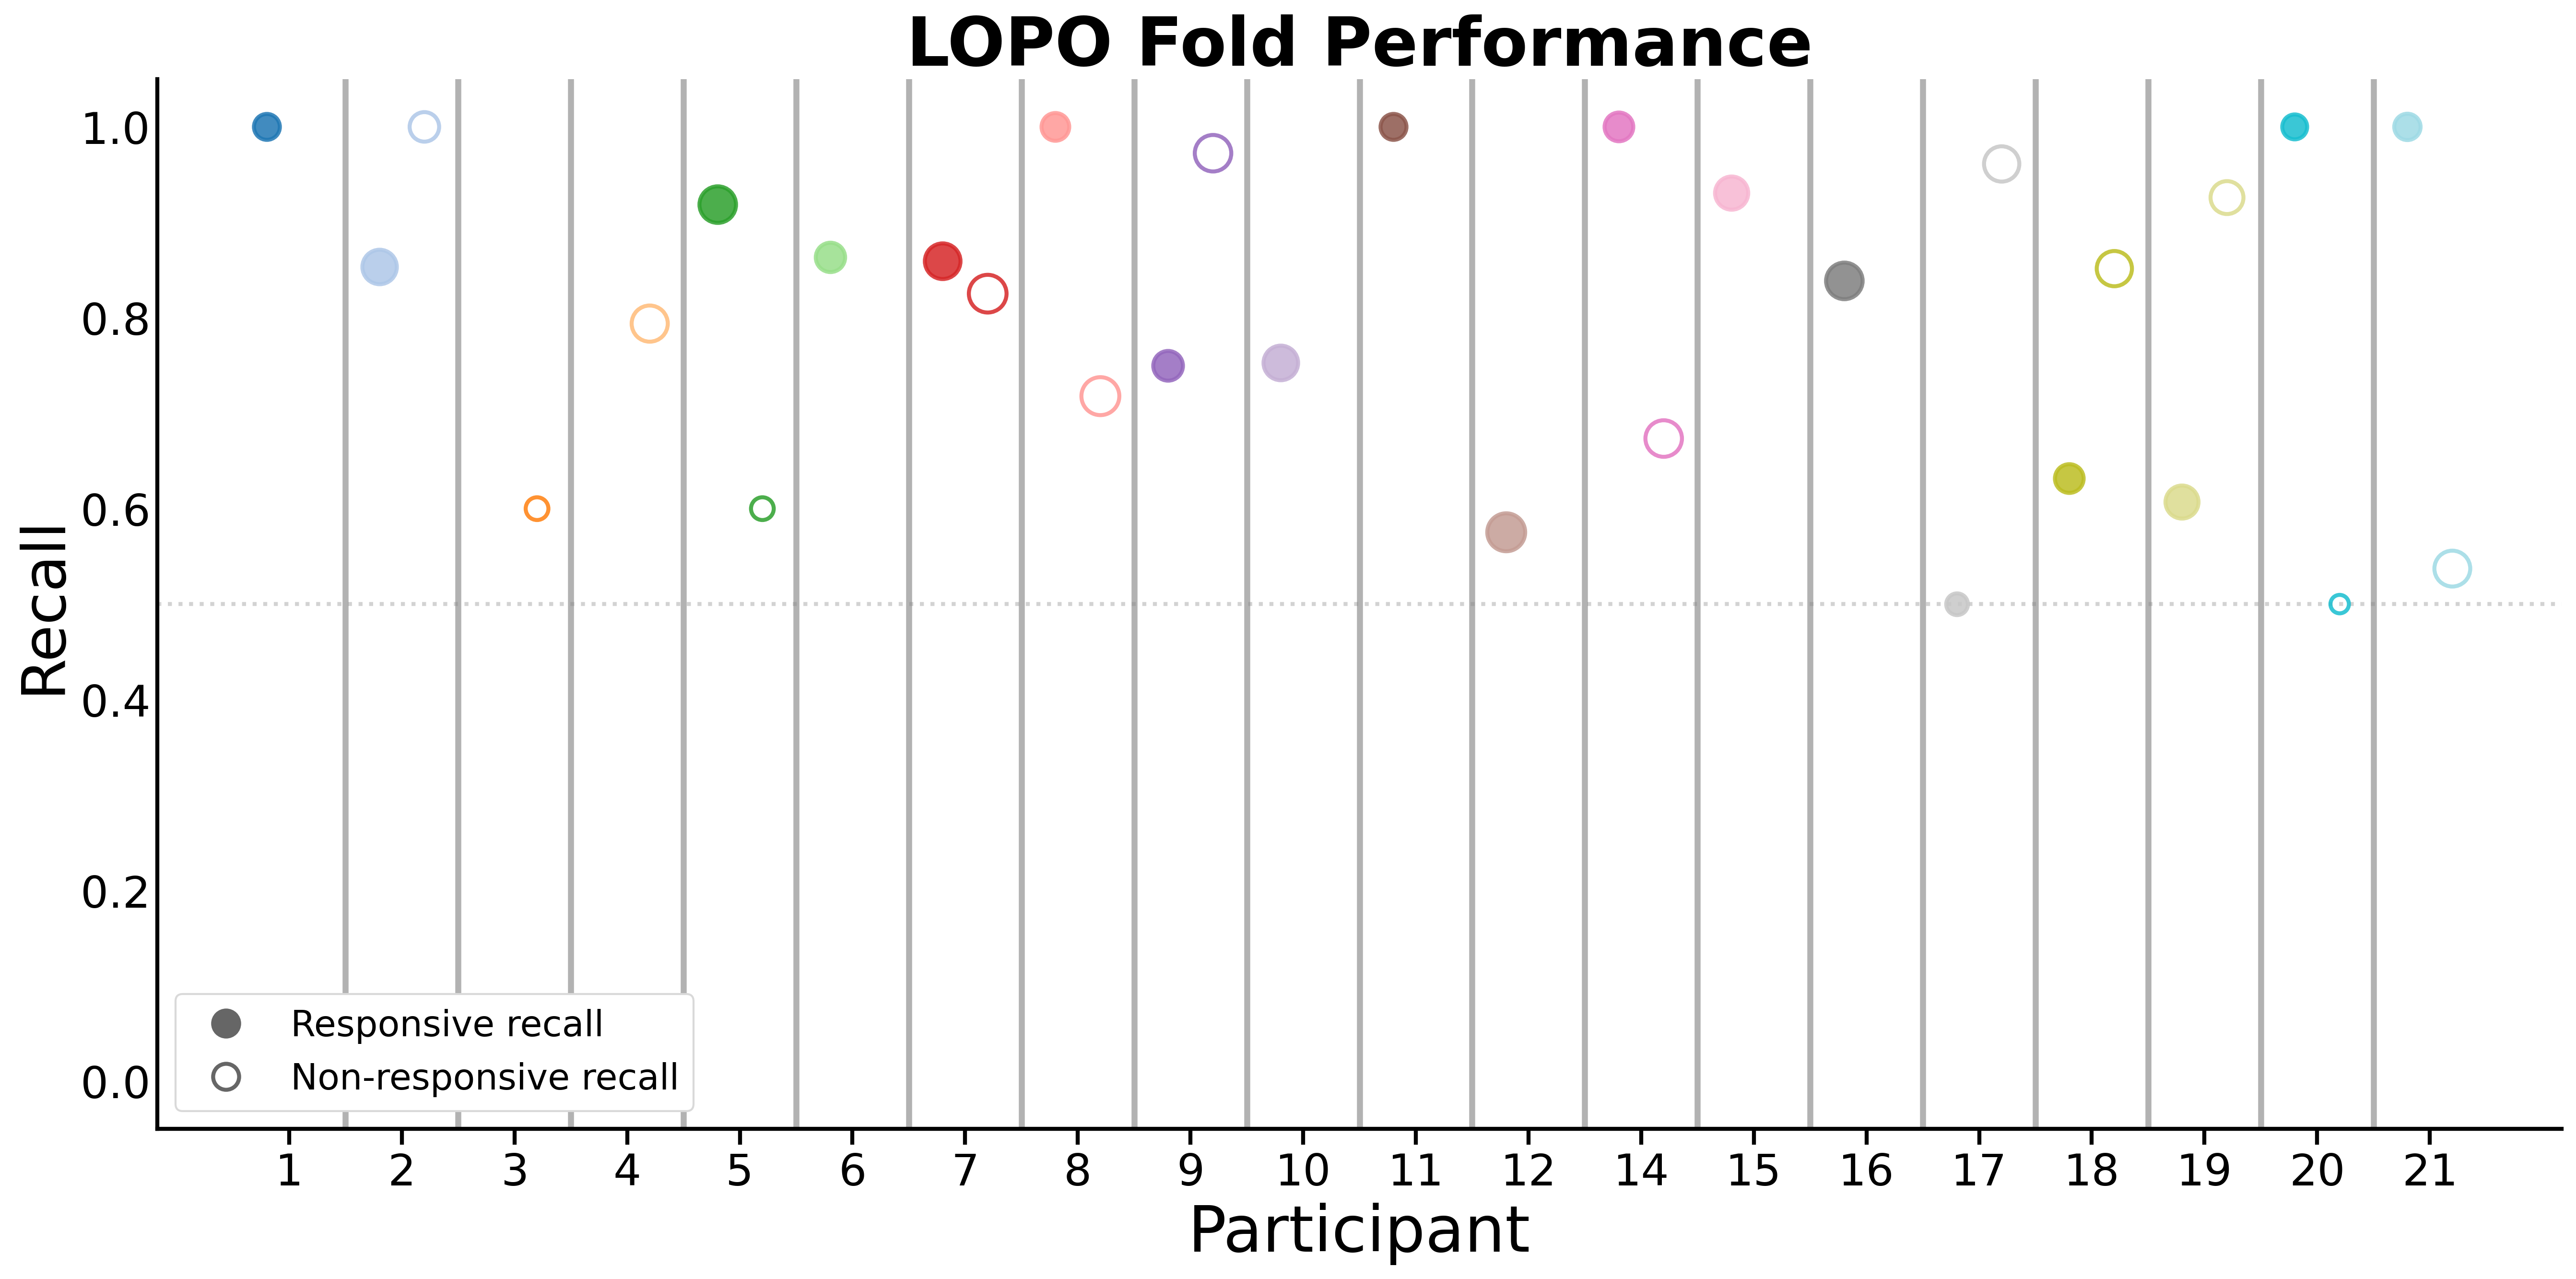 LOPO Fold Performance
Recall
1.0
0.8
0.6
0.4
0.2
0.0
Responsive recall
Non-responsive recall
1 2 3 4 5 6 7 8 9 10 11 12 14 15 16 17 18 19 20 21
Participant